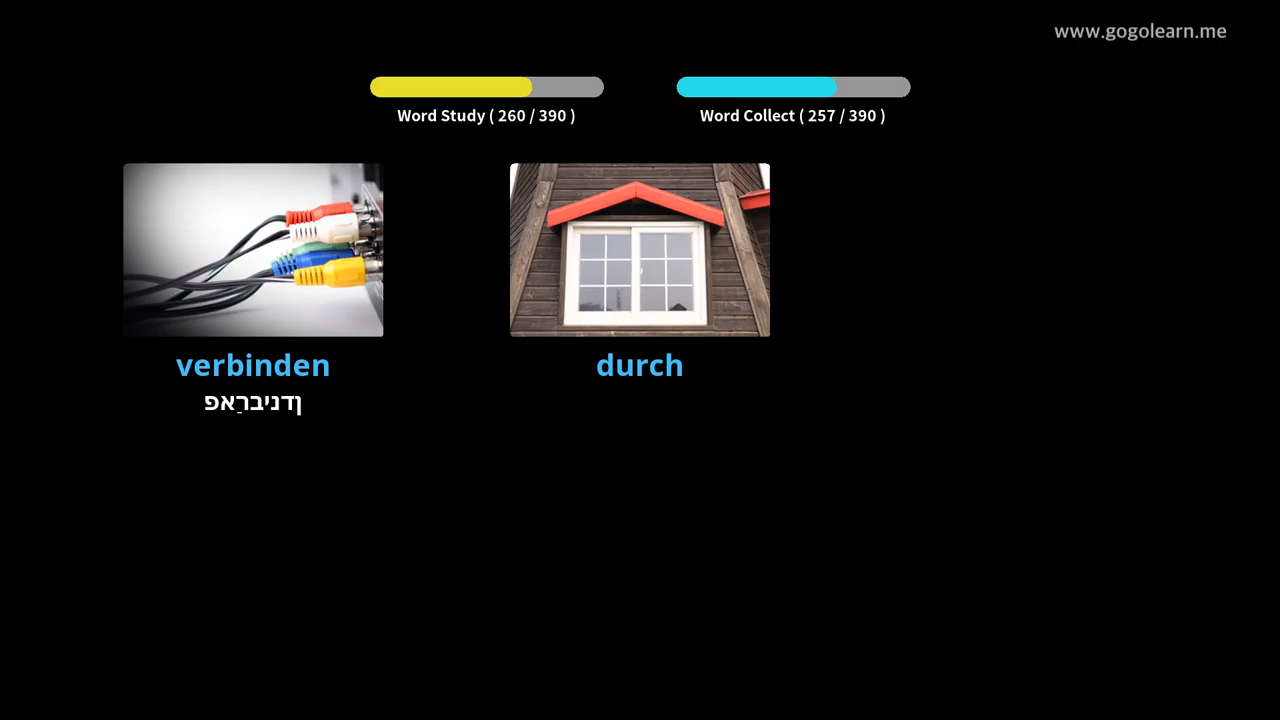 www.gogolearn.me
Word Study ( 260 / 390 )
Word Collect ( 257 / 390 )
verbinden
פאַרבינדן
durch